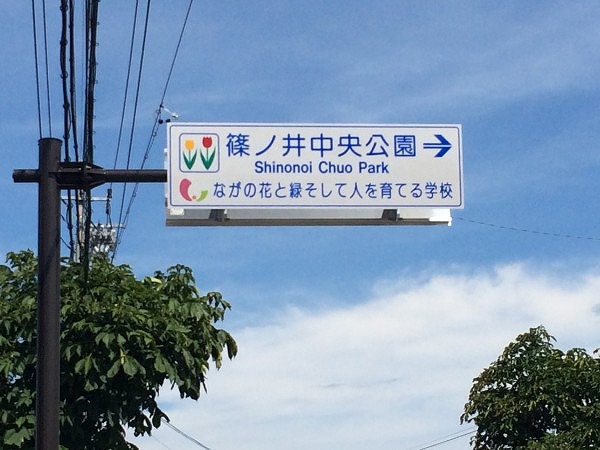 篠ノ井中央公園 →
Shinonoi Chuo Park
ながの花と緑そして人を育てる学校